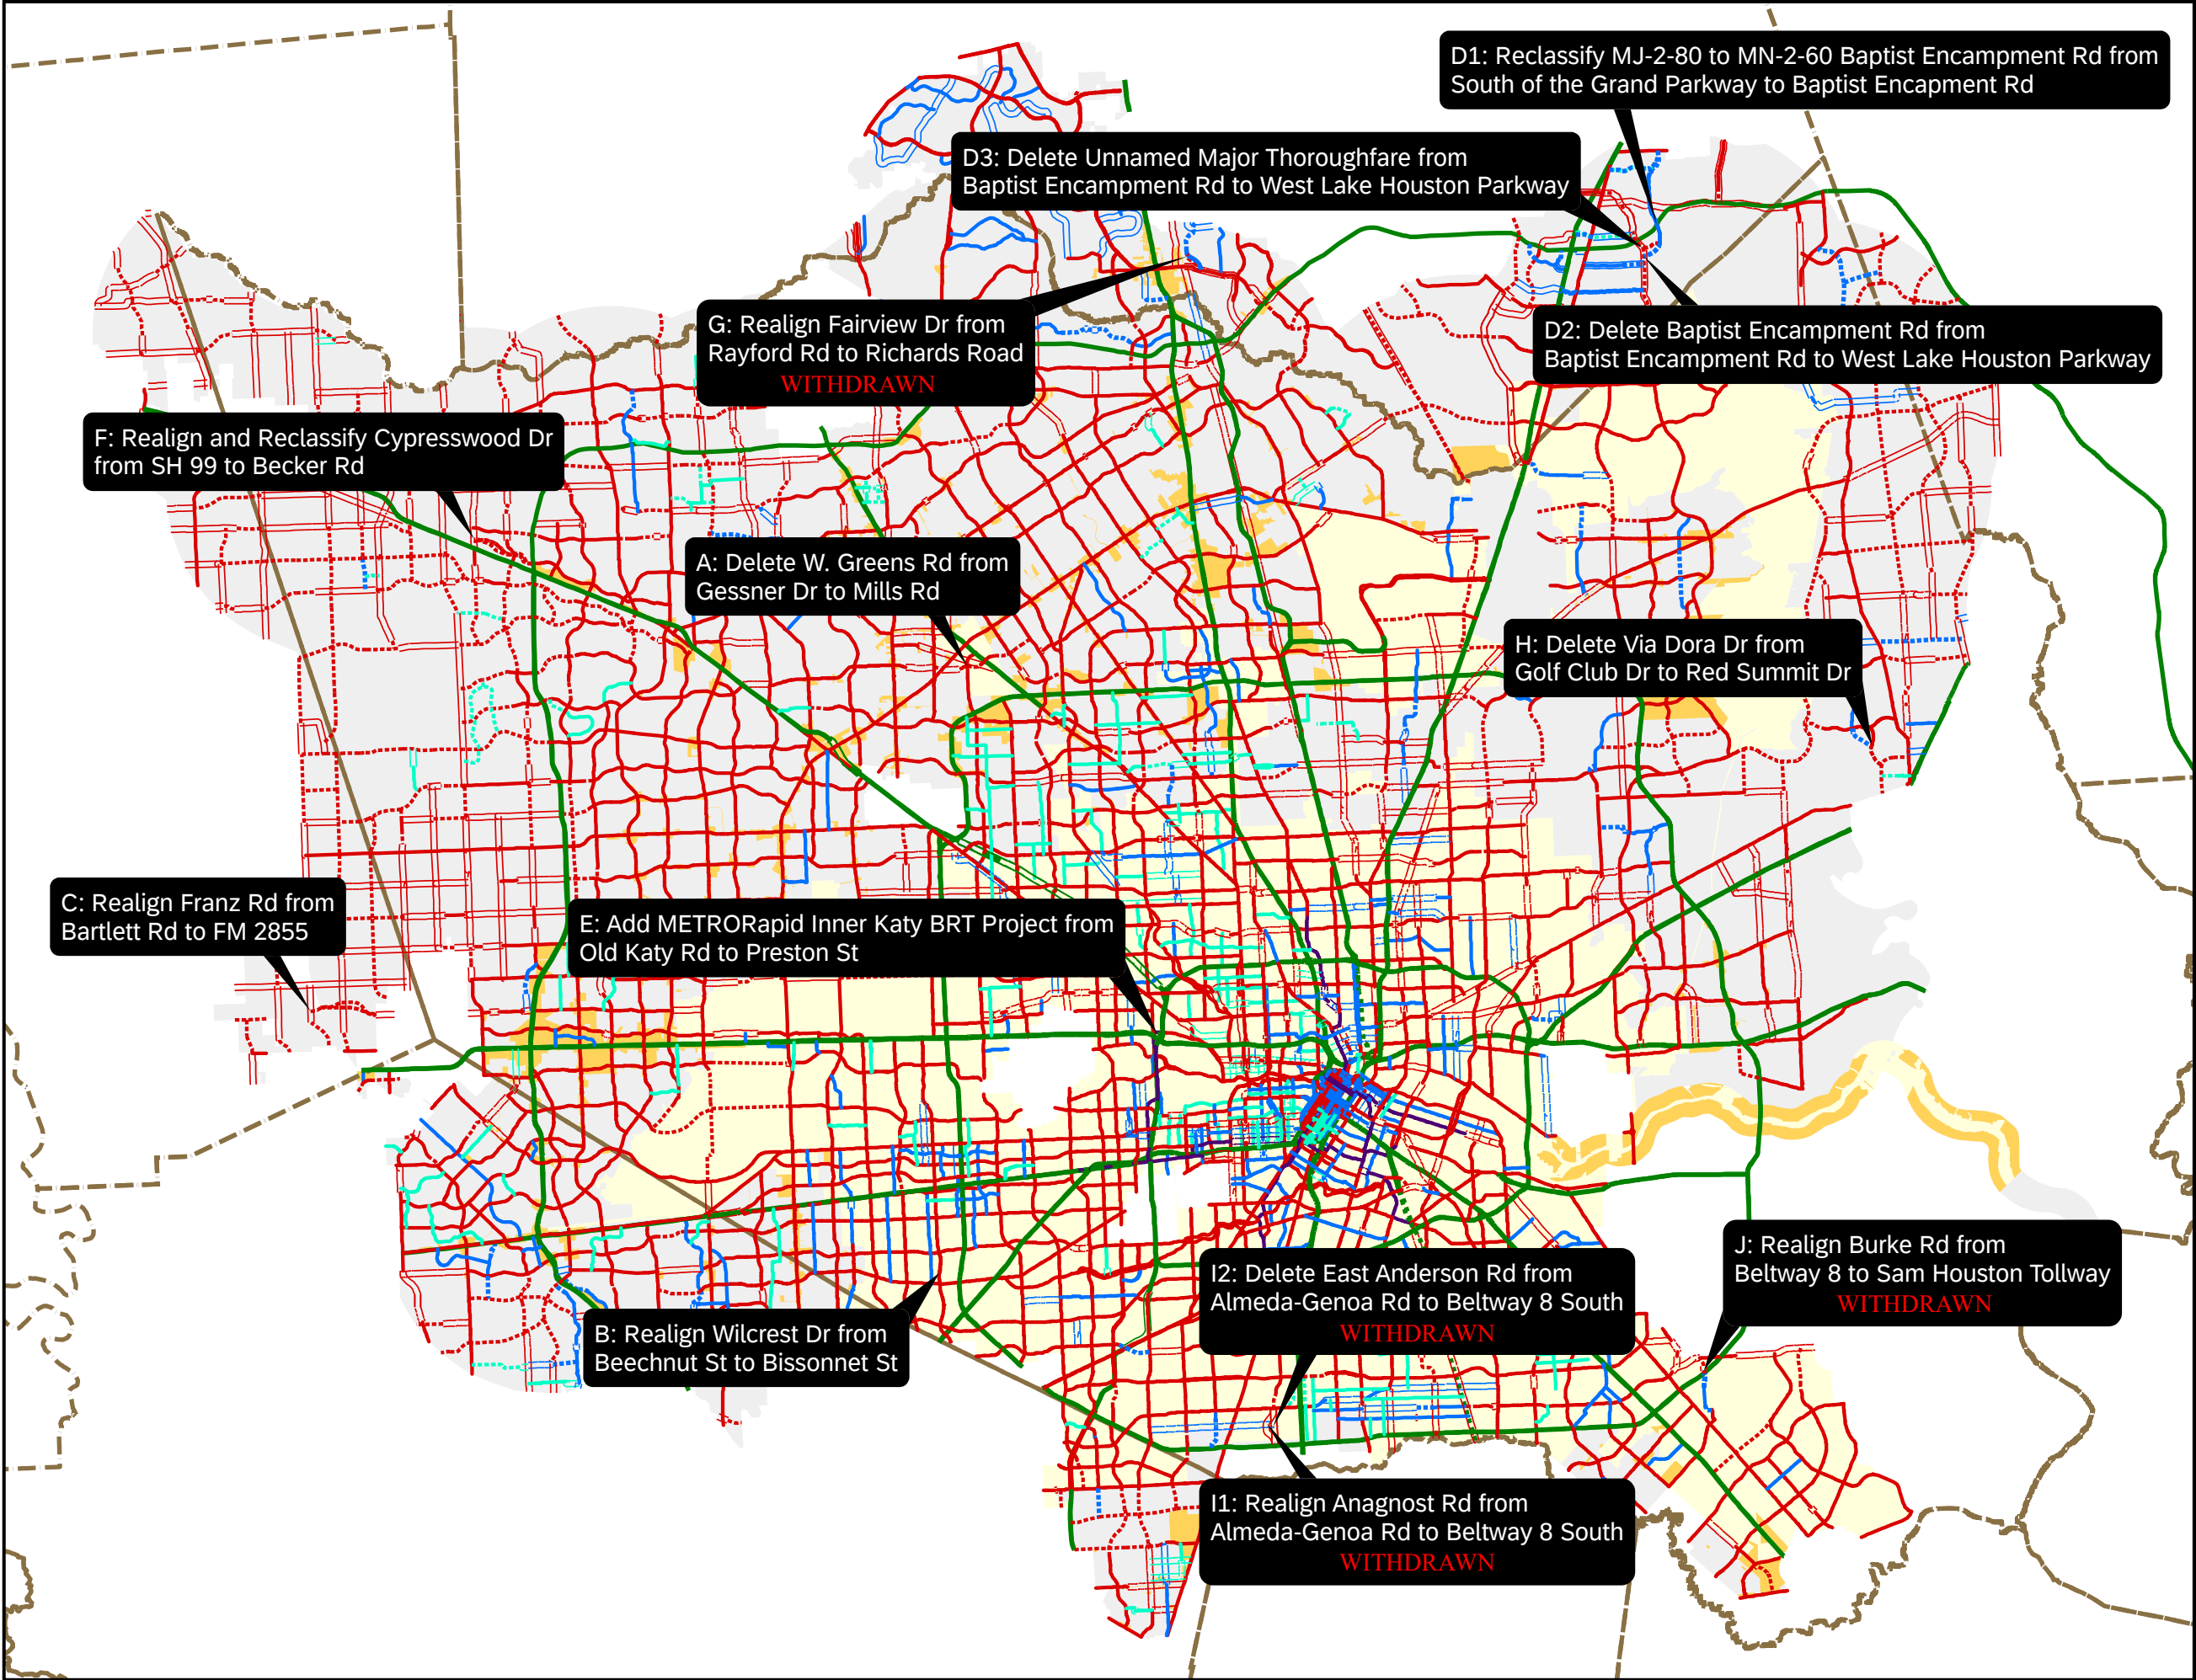 D1: Reclassify MJ-2-80 to MN-2-60 Baptist Encampment Rd from
South of the Grand Parkway to Baptist Encapment Rd
D3: Delete Unnamed Major Thoroughfare from
Baptist Encampment Rd to West Lake Houston Parkway
G: Realign Fairview Dr from
Rayford Rd to Richards Road
WITHDRAWN
D2: Delete Baptist Encampment Rd from
Baptist Encampment Rd to West Lake Houston Parkway
F: Realign and Reclassify Cypresswood Dr
from SH 99 to Becker Rd
A: Delete W. Greens Rd from
Gessner Dr to Mills Rd
H: Delete Via Dora Dr from
Golf Club Dr to Red Summit Dr
C: Realign Franz Rd from
Bartlett Rd to FM 2855
E: Add METRORapid Inner Katy BRT Project from
Old Katy Rd to Preston St
I2: Delete East Anderson Rd from
Almeda-Genoa Rd to Beltway 8 South
WITHDRAWN
J: Realign Burke Rd from
Beltway 8 to Sam Houston Tollway
WITHDRAWN
B: Realign Wilcrest Dr from
Beechnut St to Bissonnet St
I1: Realign Anagnost Rd from
Almeda-Genoa Rd to Beltway 8 South
WITHDRAWN